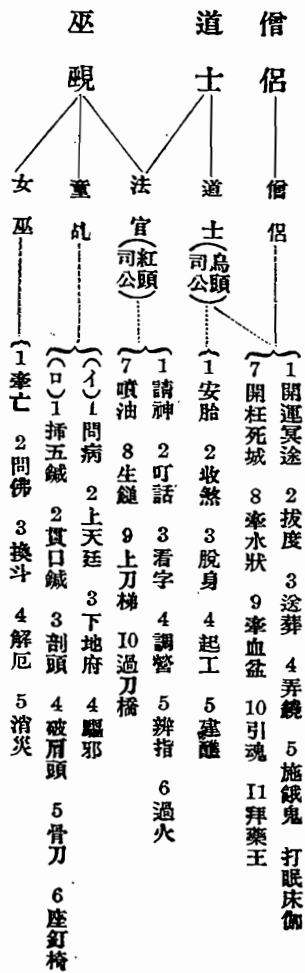 僧侶
道士
巫覡
僧侶
道士（烏頭司公）
法官（紅頭司公）
童乩
女巫
1開運冥途 2拔度 3送葬 4弄鐃 5施餓鬼 打眠床伽
7開枉死城 8牽水狀 9牽血盆 10引魂 11拜藥王
1安胎 2收煞 3脫身 4起工 5建醮
1請神 2叮話 3看字 4調營 5辨指 6過火
7噴油 8生鎚 9上刀梯 10過刀橋
（イ）1問病 2上天廷 3下地府 4驅邪
（ロ）1揷五鍼 2貫口鍼 3剖頭 4破肩頭 5骨刀 6座釘椅
1牽亡 2問佛 3換斗 4解厄 5消災